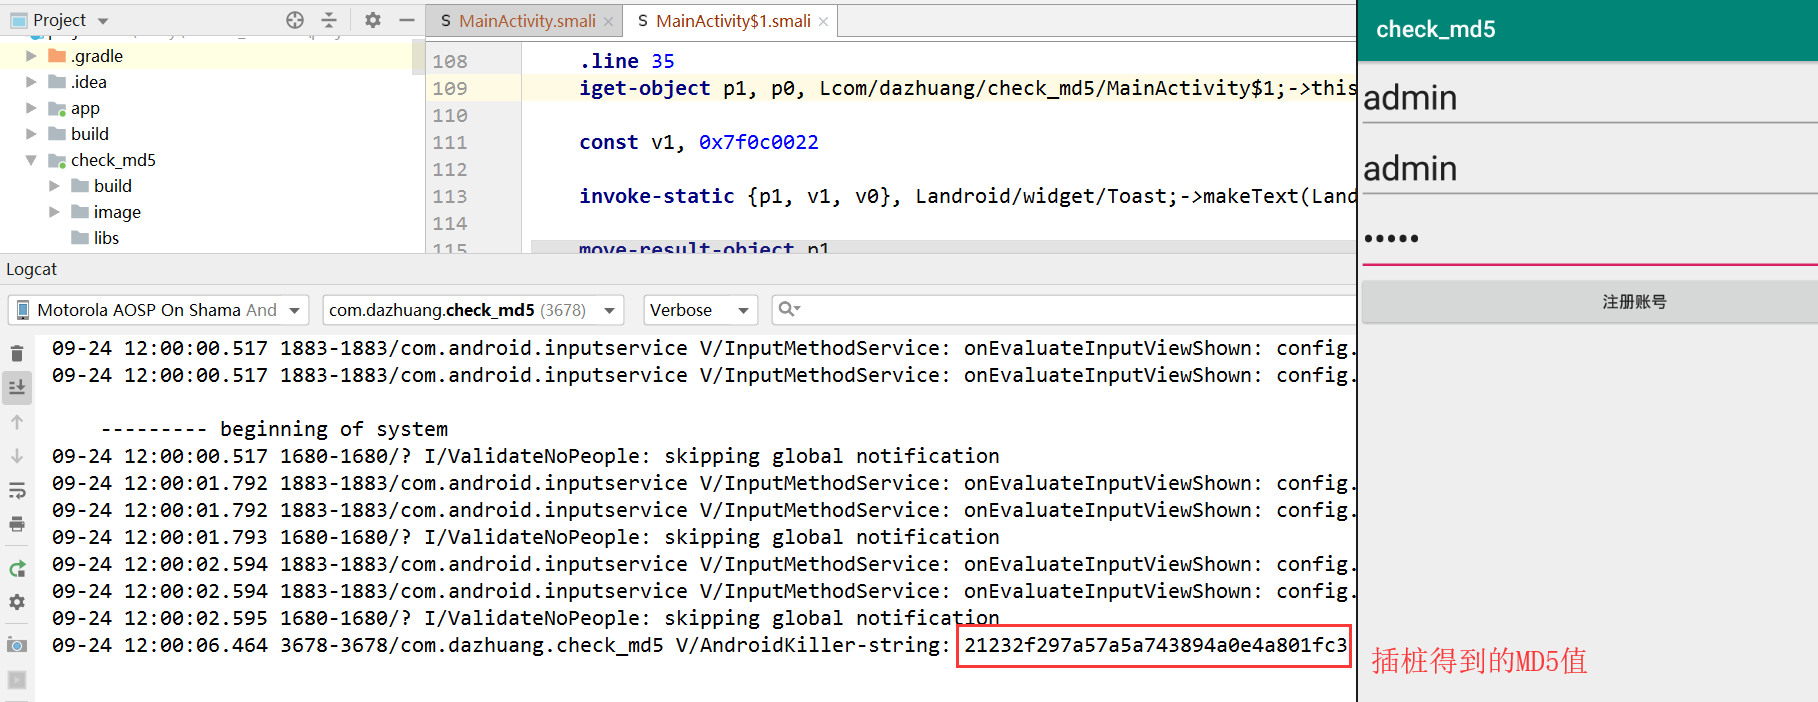 Project
MainActivity.smali
MainActivity$1.smali
.gradle
.idea
app
build
check_md5
build
image
libs
108 .line 35
109 iget-object p1, p0, Lcom/dazhuang/check_md5/MainActivity$1;->this
110
111 const v1, 0x7f0c0022
112
113 invoke-static {p1, v1, v0}, Landroid/widget/Toast;->makeText(Land
114
115 move-result-object p1
Logcat
Motorola AOSP On Shama And
com.dazhuang.check_md5 (3678)
Verbose
09-24 12:00:00.517 1883-1883/com.android.inputservice V/InputMethodService: onEvaluateInputViewShown: config.
09-24 12:00:00.517 1883-1883/com.android.inputservice V/InputMethodService: onEvaluateInputViewShown: config.
--------- beginning of system
09-24 12:00:00.517 1680-1680/? I/ValidateNoPeople: skipping global notification
09-24 12:00:01.792 1883-1883/com.android.inputservice V/InputMethodService: onEvaluateInputViewShown: config.
09-24 12:00:01.792 1883-1883/com.android.inputservice V/InputMethodService: onEvaluateInputViewShown: config.
09-24 12:00:01.793 1680-1680/? I/ValidateNoPeople: skipping global notification
09-24 12:00:02.594 1883-1883/com.android.inputservice V/InputMethodService: onEvaluateInputViewShown: config.
09-24 12:00:02.594 1883-1883/com.android.inputservice V/InputMethodService: onEvaluateInputViewShown: config.
09-24 12:00:02.595 1680-1680/? I/ValidateNoPeople: skipping global notification
09-24 12:00:06.464 3678-3678/com.dazhuang.check_md5 V/AndroidKiller-string: 21232f297a57a5a743894a0e4a801fc3
check_md5
admin
admin
•••••
注册账号
插桩得到的MD5值